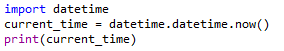 import datetime
current_time = datetime.datetime.now()
print(current_time)